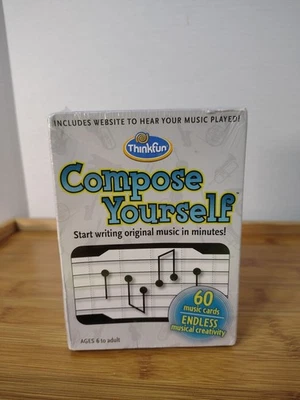 INCLUDES WEBSITE TO HEAR YOUR MUSIC PLAYED!
Thinkfun
Compose
Yourself
Start writing original music in minutes!
60
music cards
ENDLESS
musical creativity
AGES 6 to adult